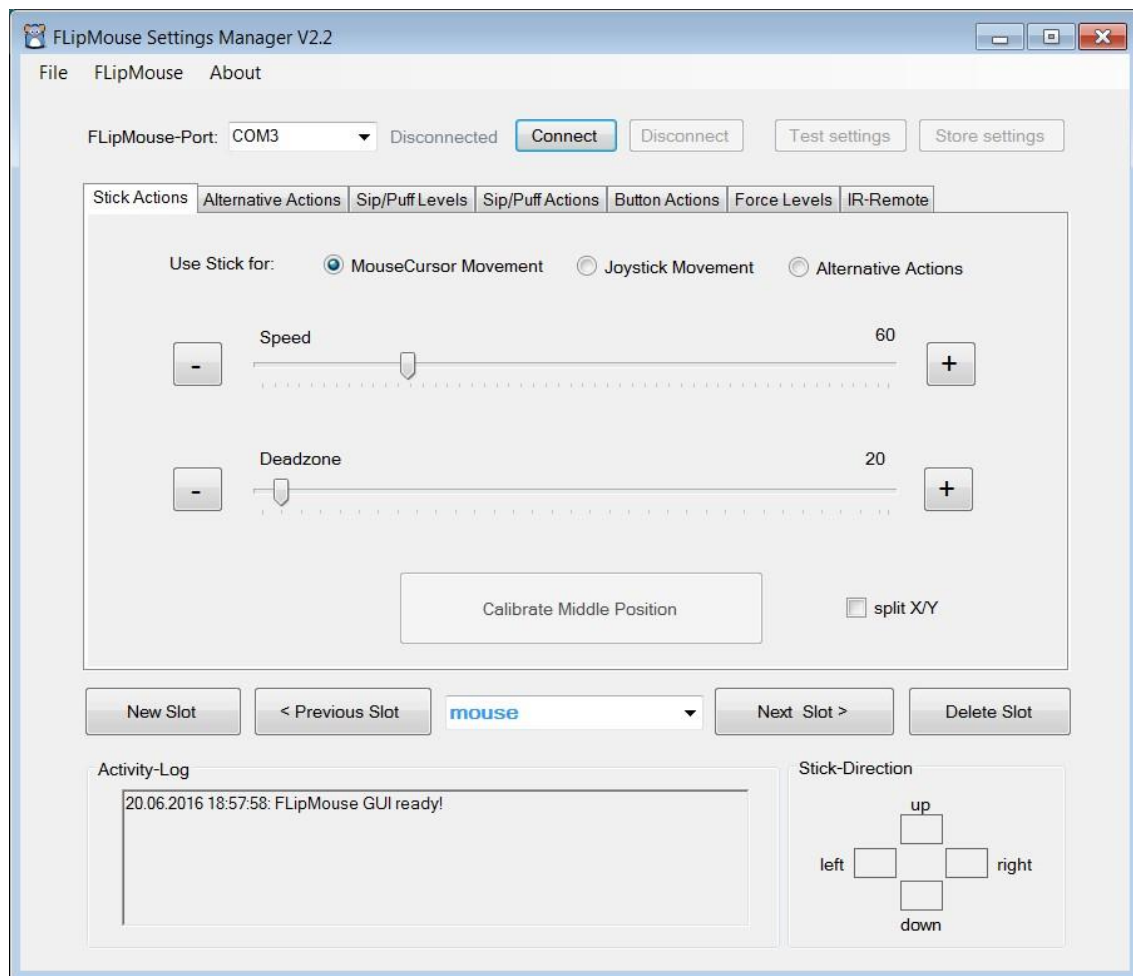 FLipMouse Settings Manager V2.2
File FLipMouse About
FLipMouse-Port: COM3 Disconnected Connect Disconnect Test settings Store settings
Stick Actions Alternative Actions Sip/Puff Levels Sip/Puff Actions Button Actions Force Levels IR-Remote
Use Stick for: MouseCursor Movement Joystick Movement Alternative Actions
Speed 60
- +
Deadzone 20
- +
Calibrate Middle Position split X/Y
New Slot < Previous Slot mouse Next Slot > Delete Slot
Activity-Log Stick-Direction
20.06.2016 18:57:58: FLipMouse GUI ready!
up
left right
down